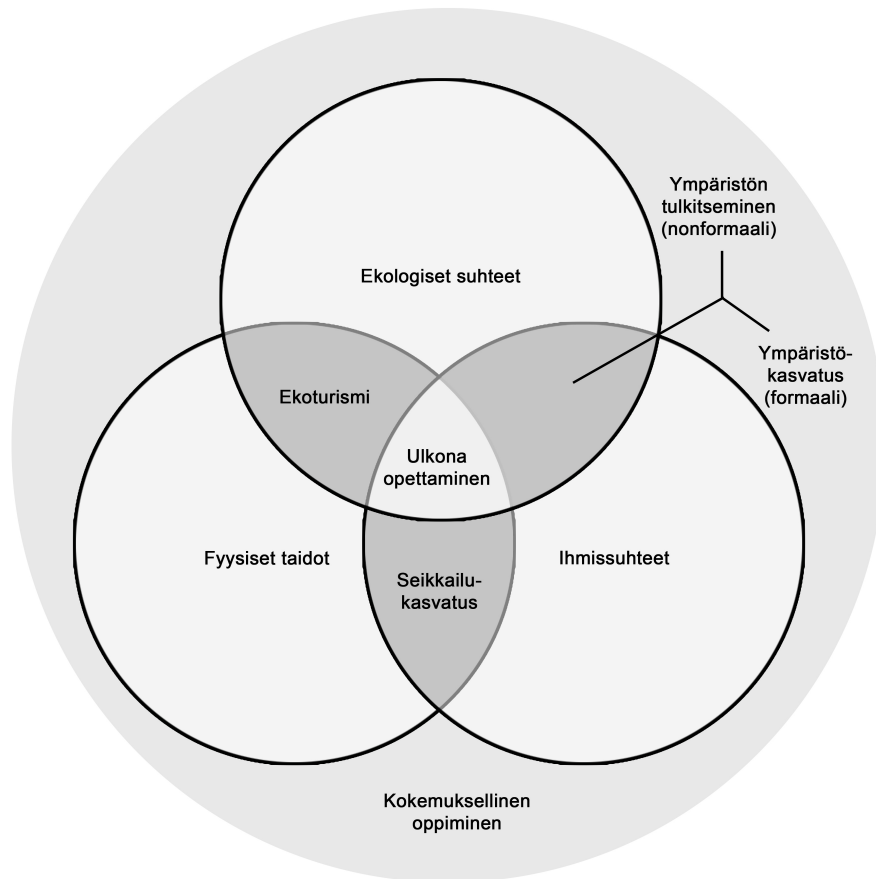 Ympäristön
tulkitseminen
(nonformaali)
Ekologiset suhteet
Ympäristö-
kasvatus
(formaali)
Ekoturismi
Ulkona
opettaminen
Fyysiset taidot
Ihmissuhteet
Seikkailu-
kasvatus
Kokemuksellinen
oppiminen